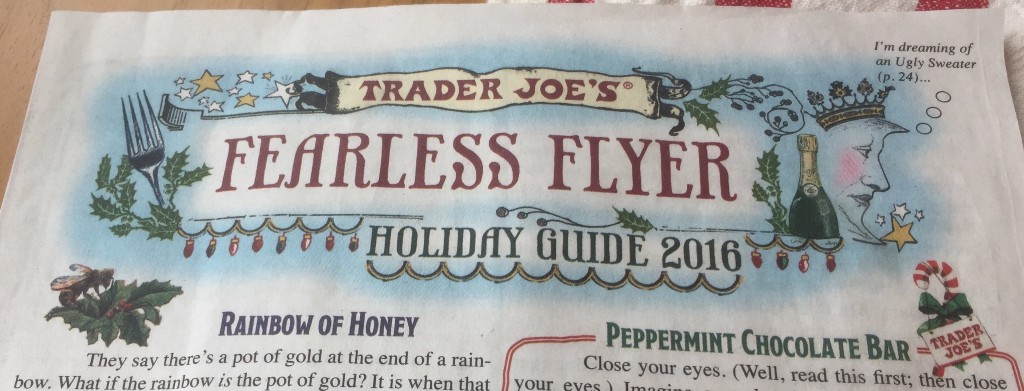 I'm dreaming of
an Ugly Sweater
(p. 24)...
TRADER JOE'S®
FEARLESS FLYER
HOLIDAY GUIDE 2016
RAINBOW OF HONEY
They say there's a pot of gold at the end of a rain-
bow. What if the rainbow is the pot of gold? It is when that
PEPPERMINT CHOCOLATE BAR
TRADER
JOE'S
Close your eyes. (Well, read this first; then close
your eyes.) Imagine